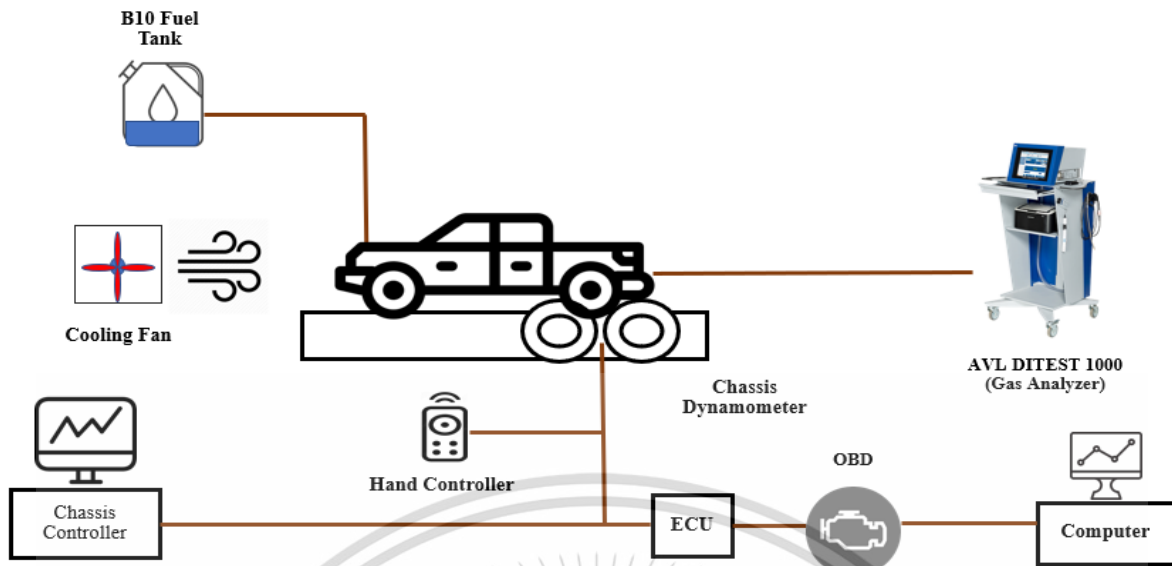 B10 Fuel
Tank
Cooling Fan
AVL DITEST 1000
(Gas Analyzer)
Chassis
Dynamometer
Hand Controller
OBD
Chassis
Controller
ECU
Computer